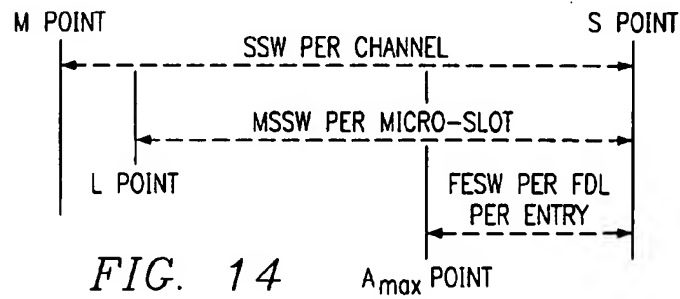 M POINT
S POINT
SSW PER CHANNEL
MSSW PER MICRO-SLOT
L POINT
FESW PER FDL
PER ENTRY
FIG. 14
Amax POINT